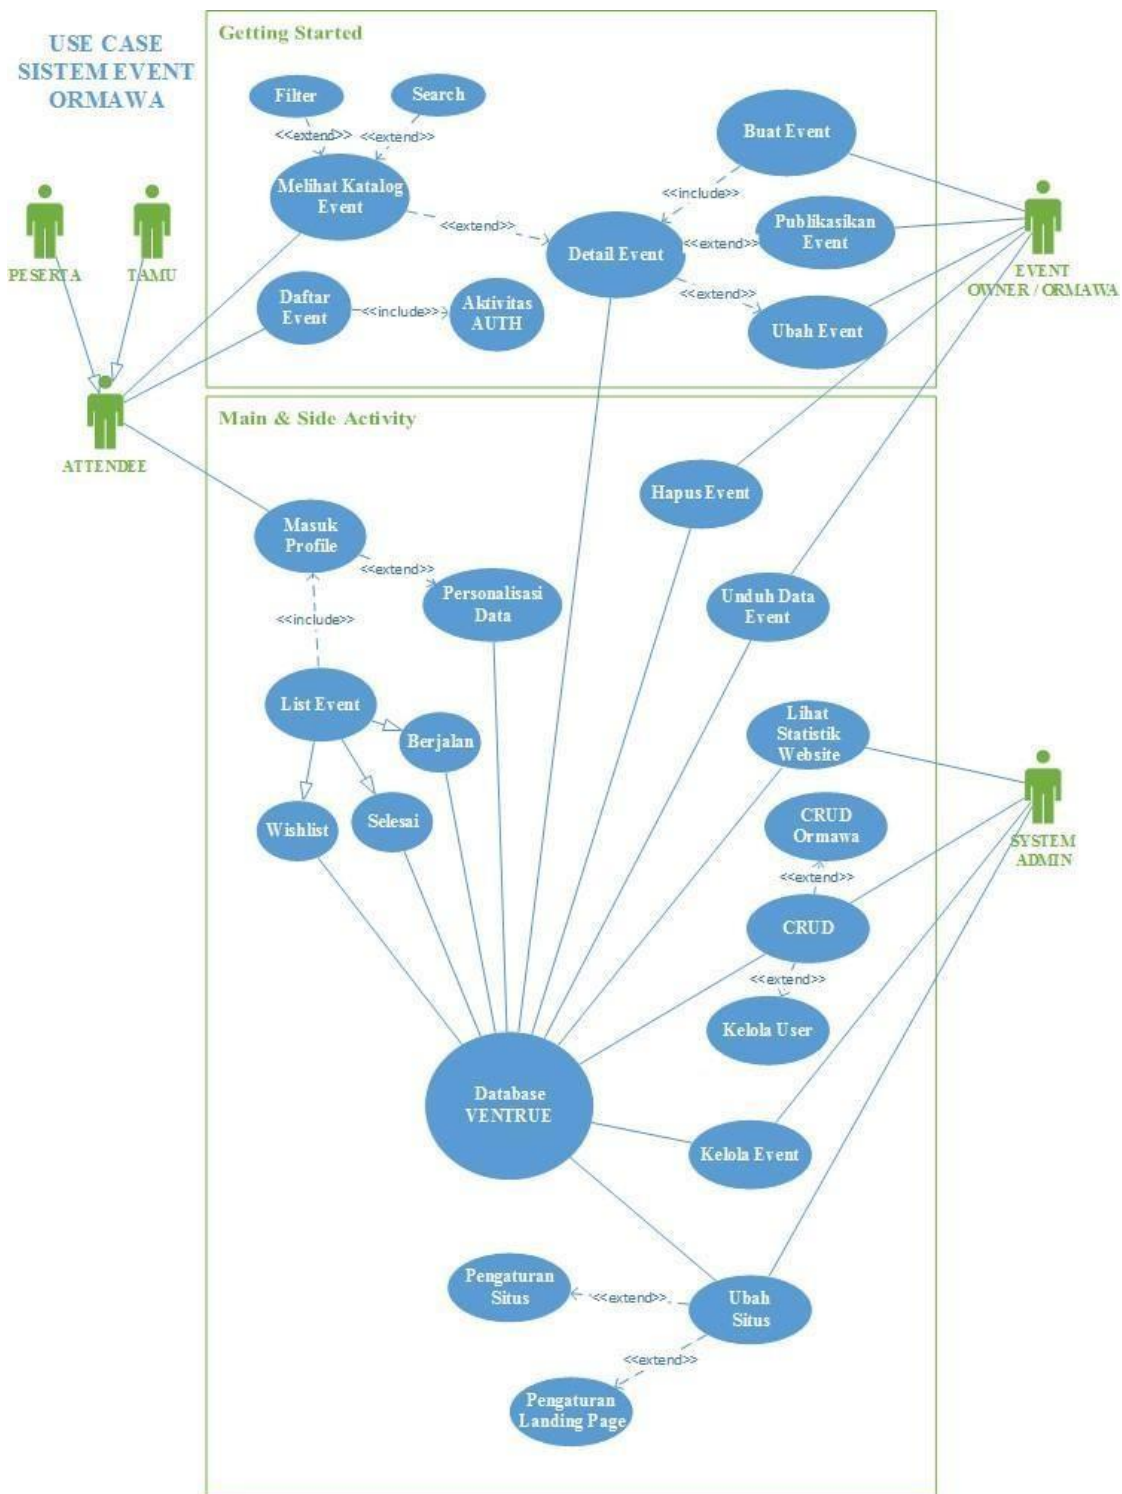 USE CASE
SISTEM EVENT
ORMAWA
Getting Started
Filter
Search
<<extend>>
<<extend>>
Melihat Katalog
Event
<<extend>>
Detail Event
Buat Event
<<include>>
Publikasikan
Event
<<extend>>
<<extend>>
Ubah Event
Daftar
Event
<<include>>
Aktivitas
AUTH
PESERTA
TAMU
ATTENDEE
EVENT
OWNER / ORMAWA
Main & Side Activity
Hapus Event
Masuk
Profile
<<extend>>
Personalisasi
Data
Unduh Data
Event
<<include>>
List Event
Berjalan
Wishlist
Selesai
Lihat
Statistik
Website
CRUD
Ormawa
<<extend>>
CRUD
<<extend>>
Kelola User
SYSTEM
ADMIN
Database
VENTRUE
Kelola Event
Pengaturan
Situs
<<extend>>
Ubah
Situs
<<extend>>
Pengaturan
Landing Page